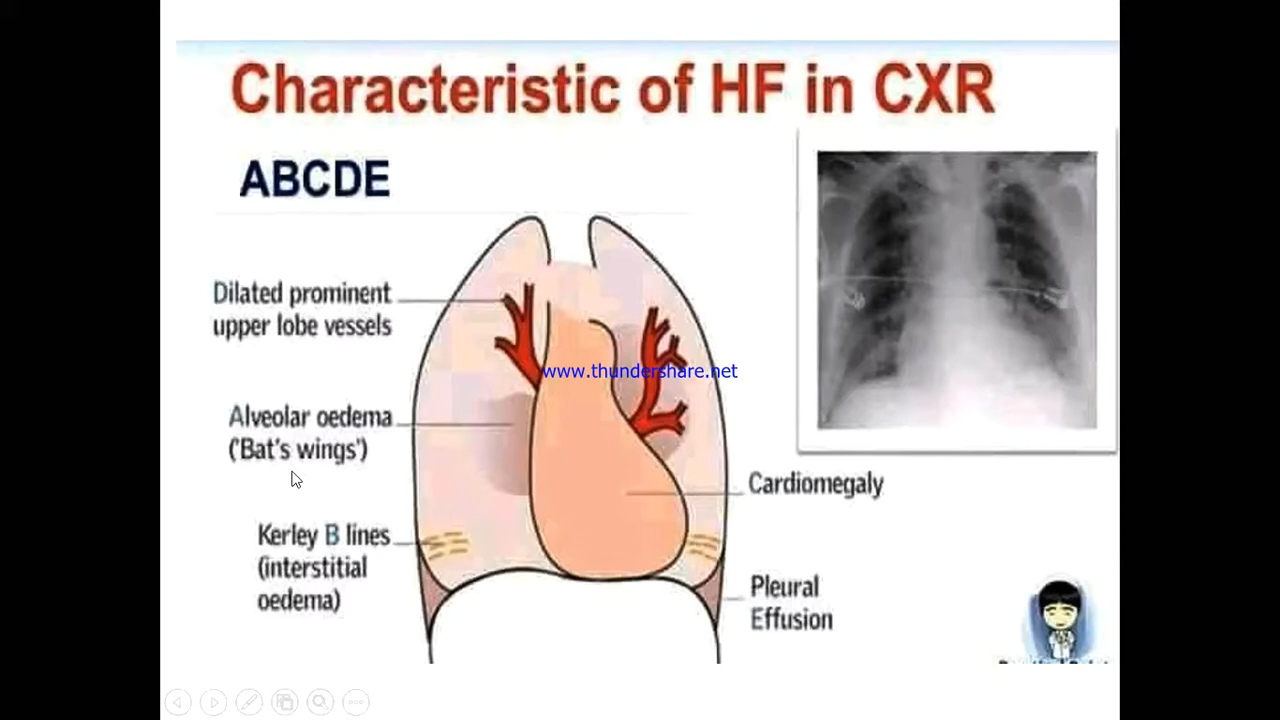 Characteristic of HF in CXR
ABCDE
Dilated prominent
upper lobe vessels
www.thundershare.net
Alveolar oedema
('Bat's wings')
Cardiomegaly
Kerley B lines
(interstitial
oedema)
Pleural
Effusion